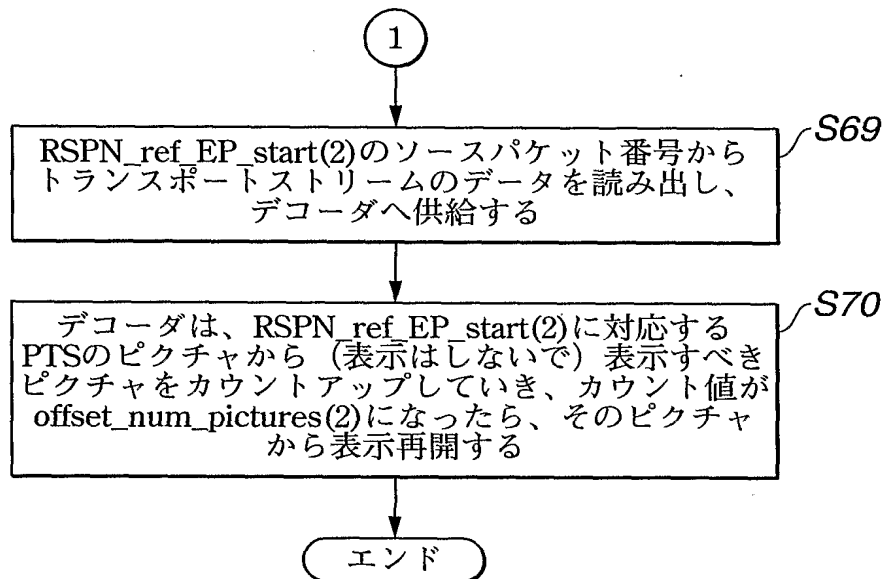 1
RSPN_ref_EP_start(2)のソースパケット番号から
トランスポートストリームのデータを読み出し、
デコーダへ供給する
S69
デコーダは、RSPN_ref_EP_start(2)に対応する
PTSのピクチャから（表示はしないで）表示すべき
ピクチャをカウントアップしていき、カウント値が
offset_num_pictures(2)になったら、そのピクチャ
から表示再開する
S70
エンド